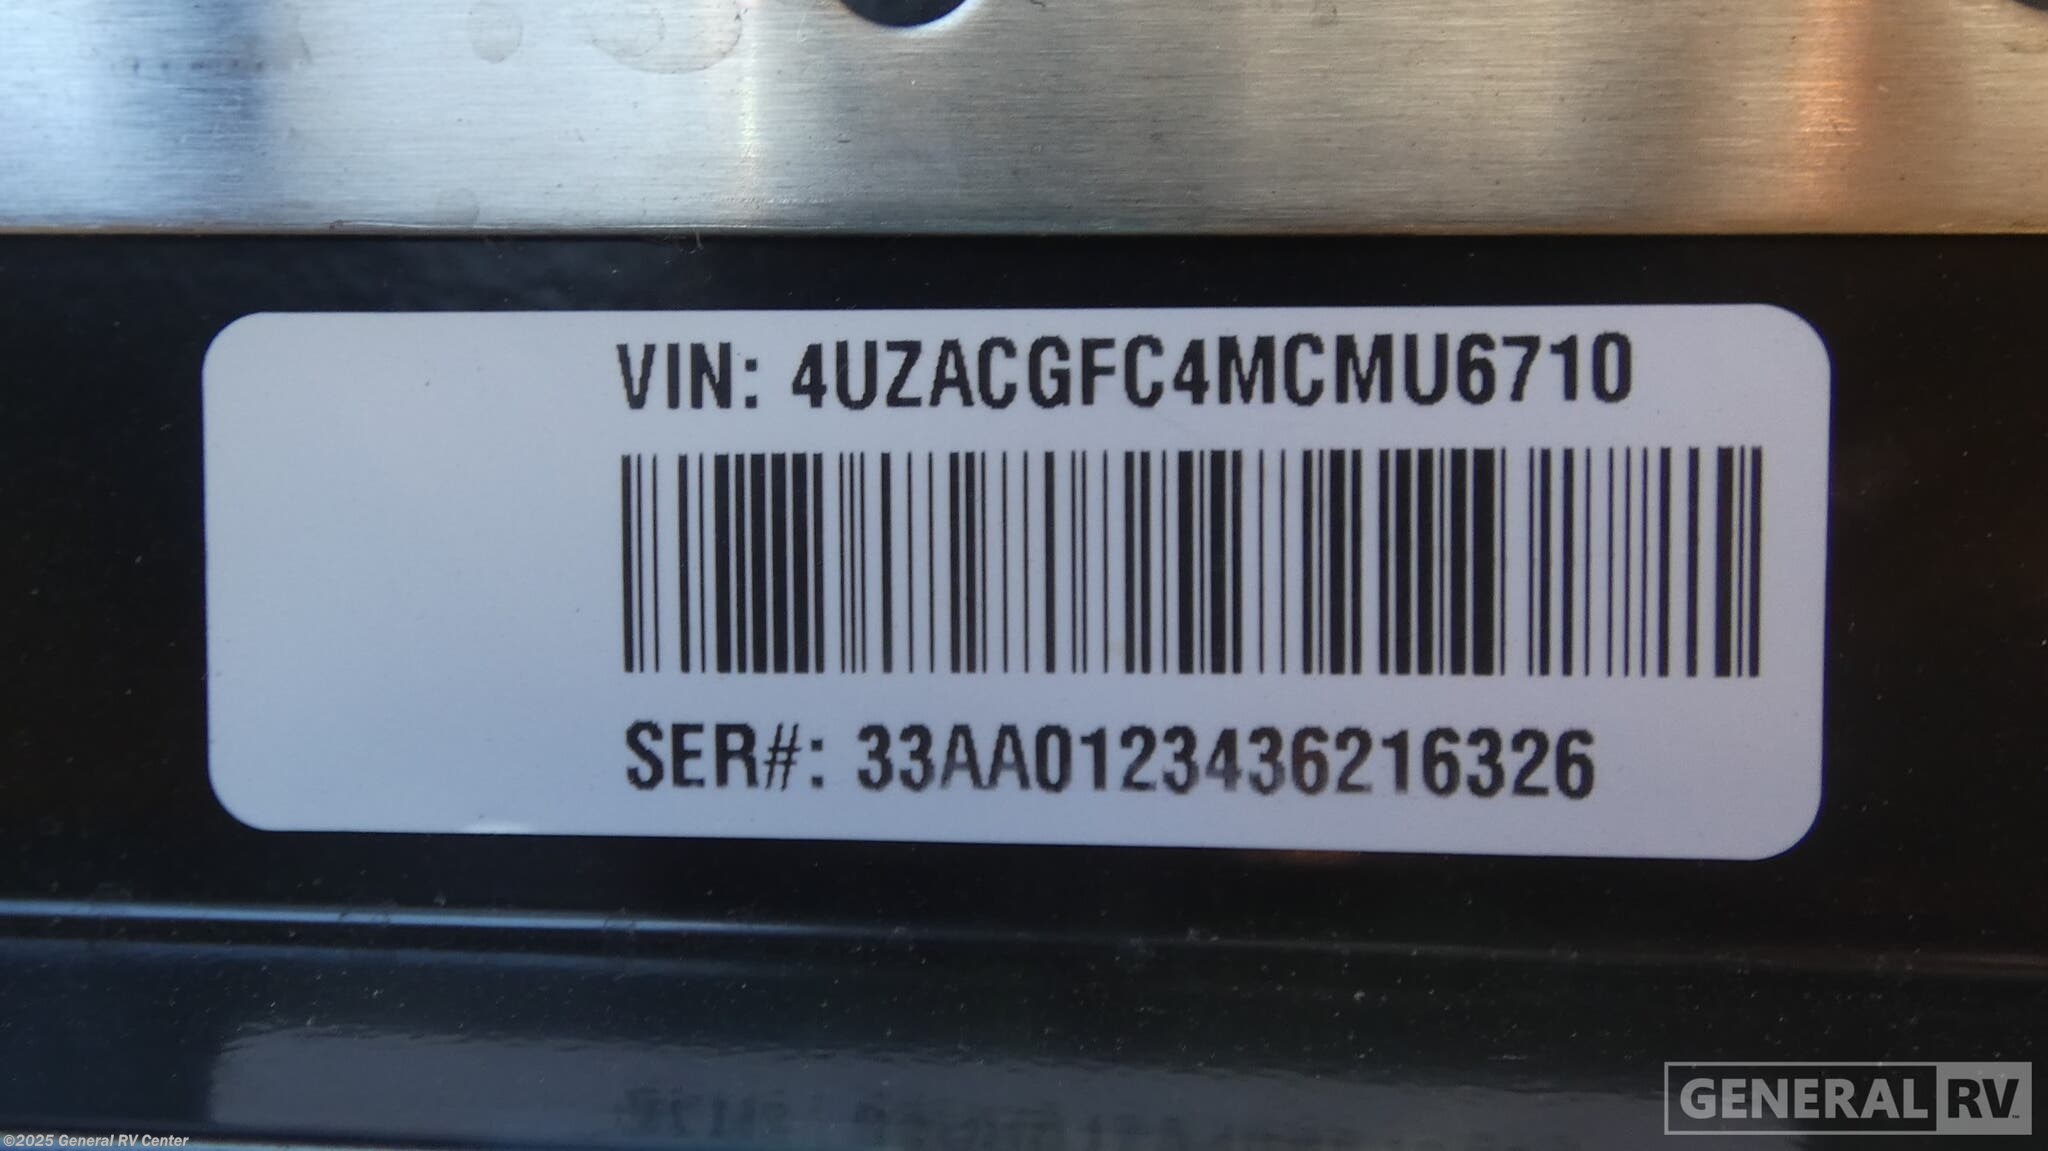 VIN: 4UZACGFC4MCMU6710
SER#: 33AA0123436216326
GENERAL RV
©2025 General RV Center